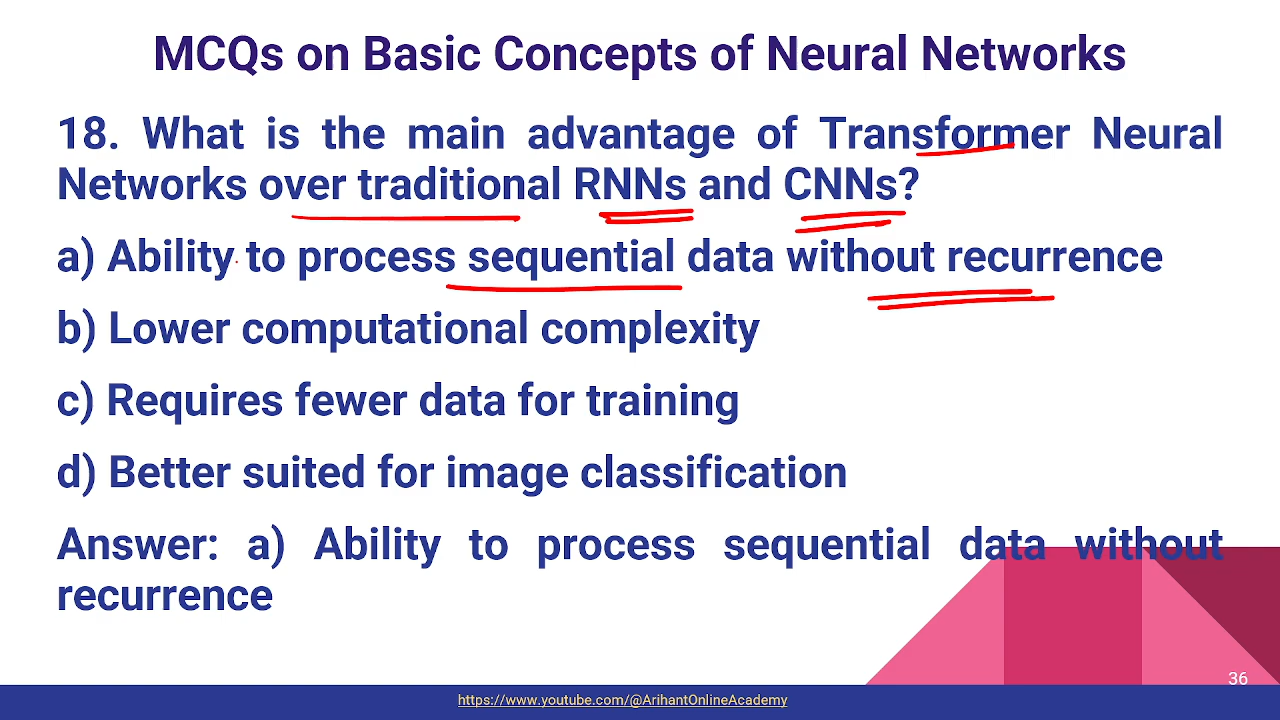 MCQs on Basic Concepts of Neural Networks
18. What is the main advantage of Transformer Neural
Networks over traditional RNNs and CNNs?
a) Ability to process sequential data without recurrence
b) Lower computational complexity
c) Requires fewer data for training
d) Better suited for image classification
Answer: a) Ability to process sequential data without
recurrence
36
https://www.youtube.com/@ArihantOnlineAcademy